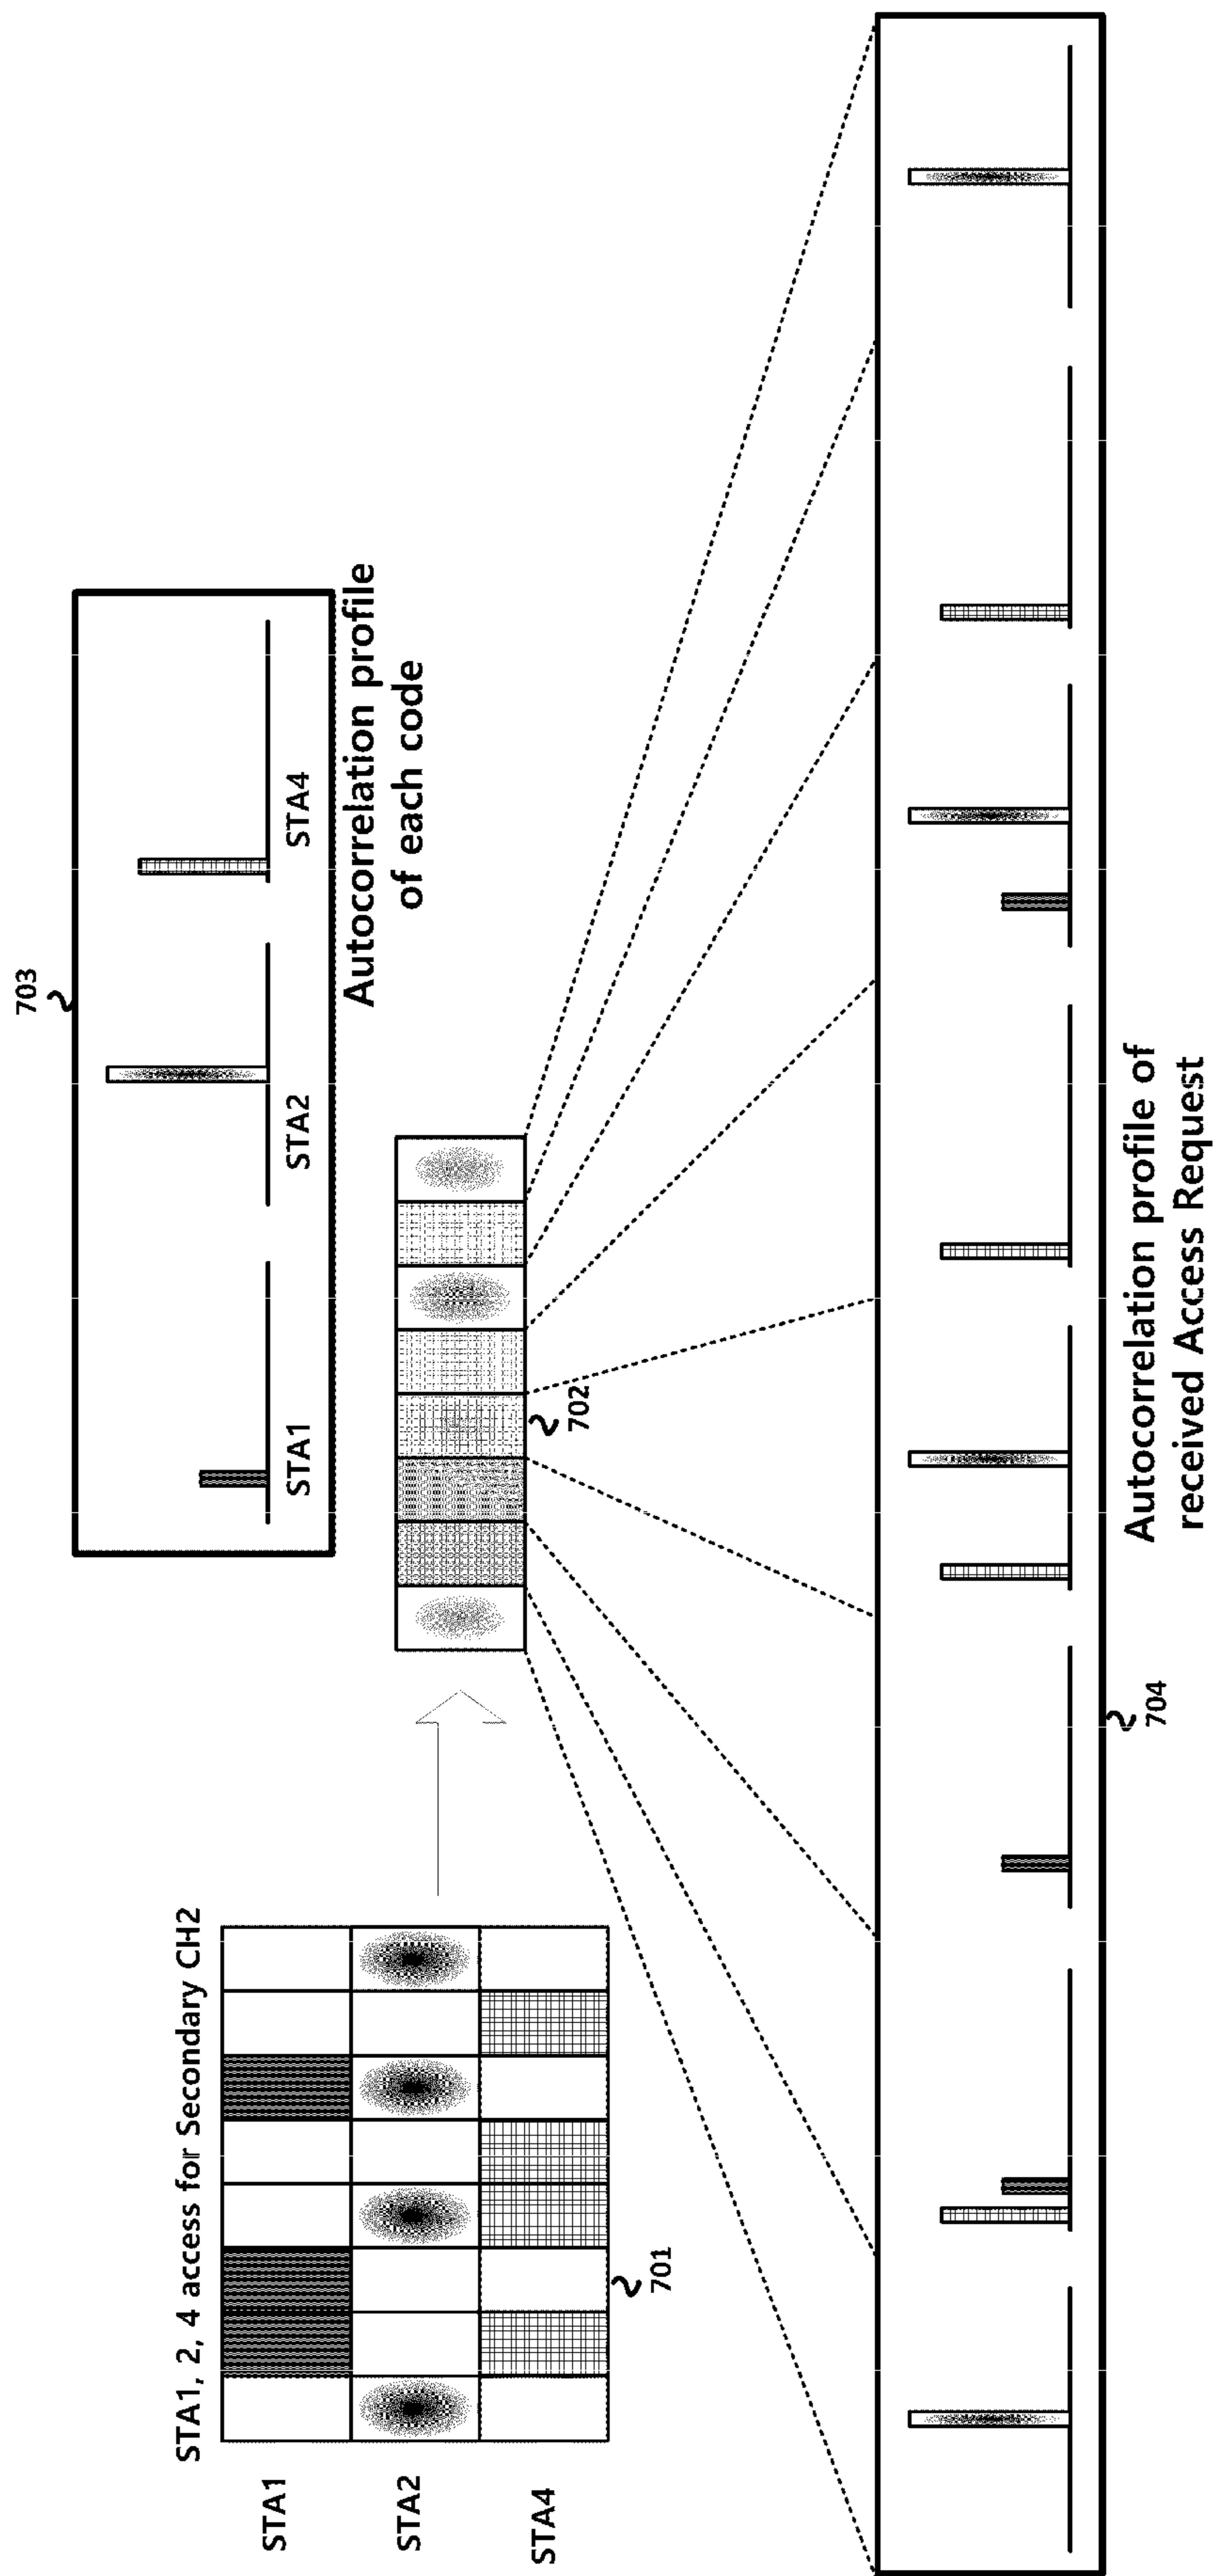 STA1, 2, 4 access for Secondary CH2
STA1
STA2
STA4
701
702
703
STA1
STA2
STA4
Autocorrelation profile
of each code
704
Autocorrelation profile of
received Access Request